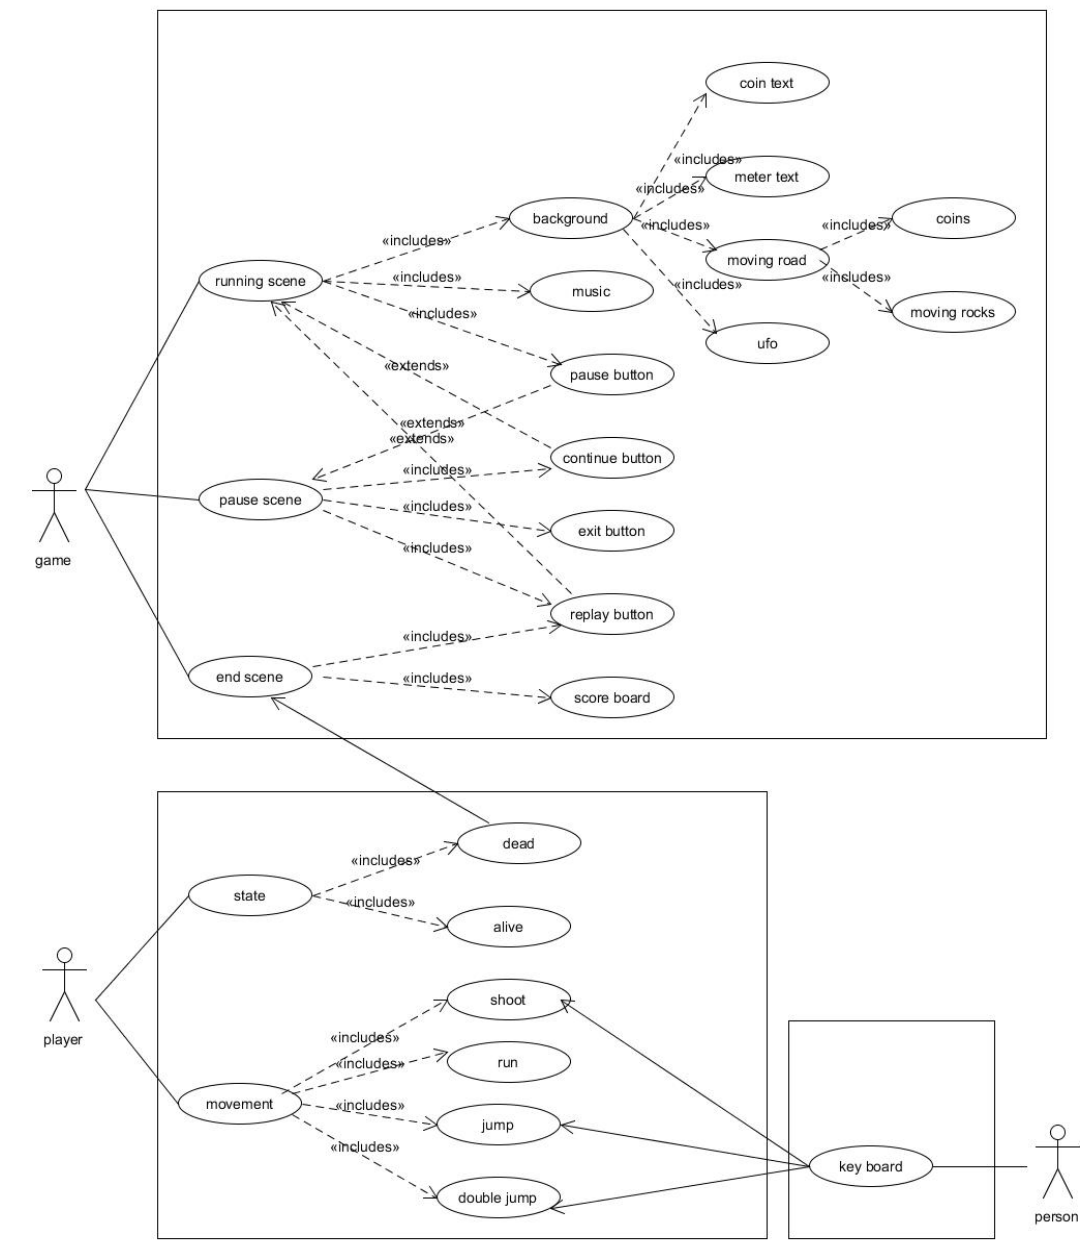 coin text
«includes»
meter text
«includes»
background
«includes»
coins
«includes»
«includes»
moving road
running scene
«includes»
«includes»
«includes»
music
moving rocks
«includes»
ufo
«extends»
pause button
«extends»
«extends»
continue button
«includes»
pause scene
«includes»
exit button
«includes»
game
replay button
«includes»
end scene
«includes»
score board
dead
«includes»
state
«includes»
alive
shoot
«includes»
player
run
«includes»
movement
«includes»
jump
«includes»
key board
double jump
person